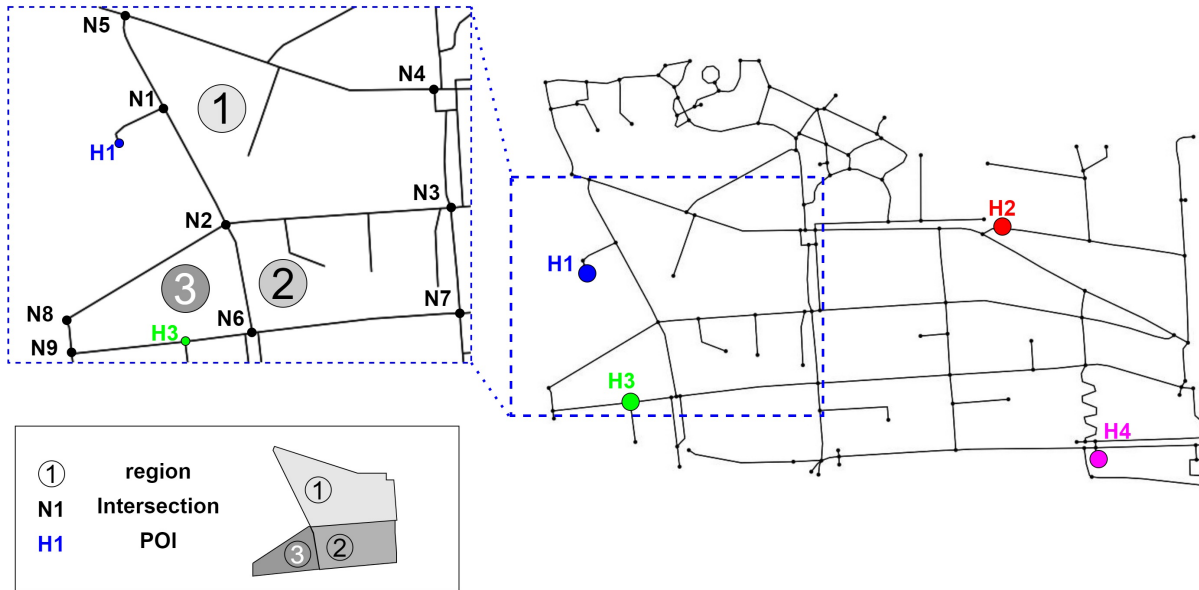 N5
N4
N1
1
H1
N3
N2
3
2
N8
N7
N6
H3
N9
H2
H1
H3
H4
1 region
N1 Intersection
H1 POI
1
3
2